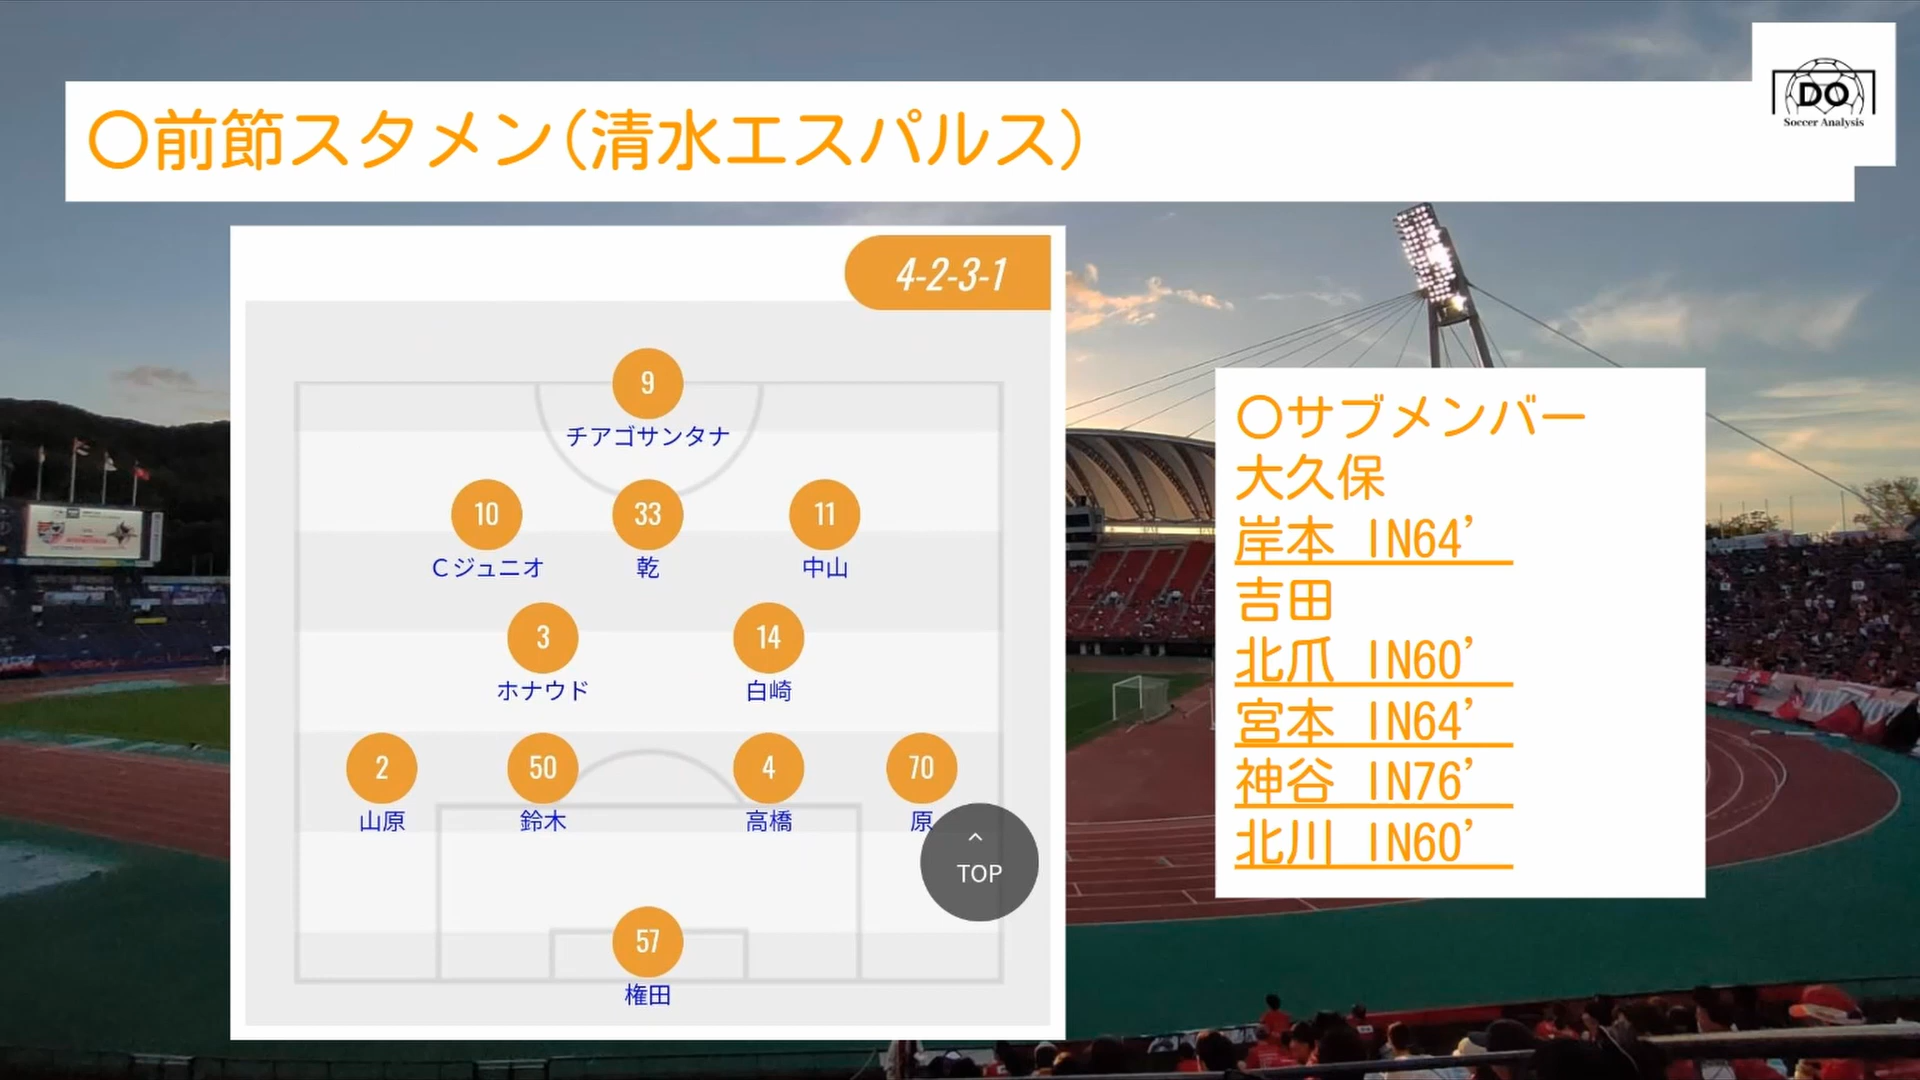 〇前節スタメン(清水エスパルス)
DO
Soccer Analysis
4-2-3-1
9
チアゴサンタナ
10
33
11
Cジュニオ
乾
中山
3
14
ホナウド
白崎
2
50
4
70
山原
鈴木
高橋
原
TOP
57
権田
〇サブメンバー
大久保
岸本 IN64’
吉田
北爪 IN60’
宮本 IN64’
神谷 IN76’
北川 IN60’